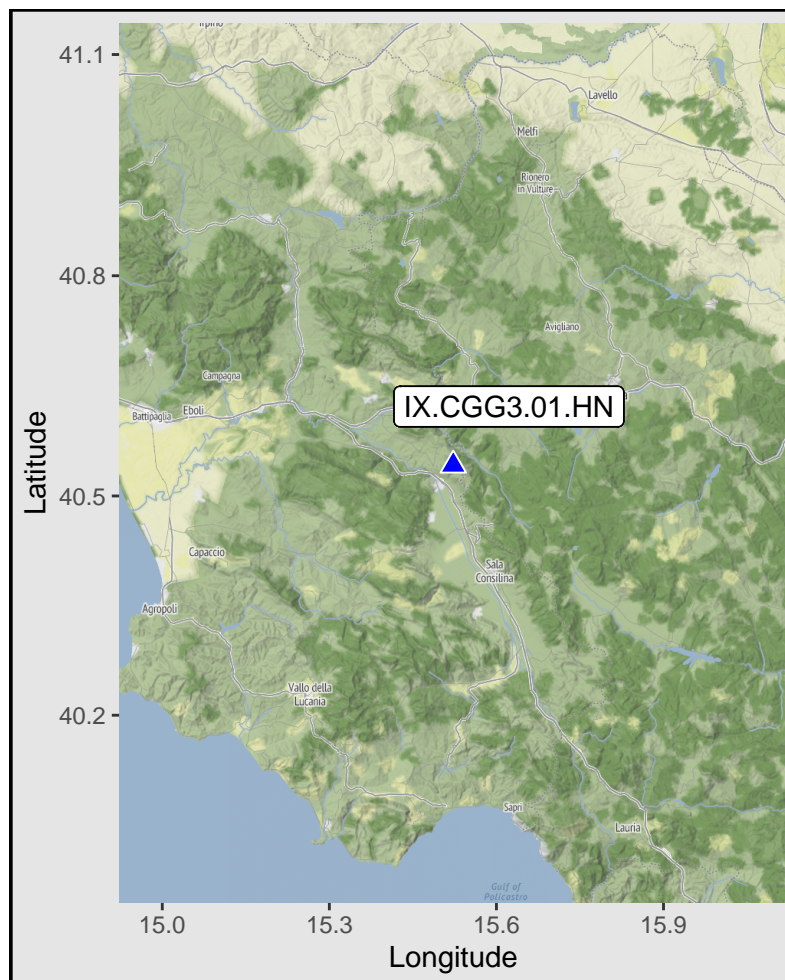 41.1
40.8
40.5
40.2
Latitude
15.0
15.3
15.6
15.9
Longitude
Lavello
Melfi
Rionero
in Vulture
Avigliano
Campagna
Eboli
Battipaglia
IX.CGG3.01.HN
Capaccio
Sala
Consilina
Agropoli
Vallo della
Lucania
Sapri
Lauria
Gulf of
Policastro